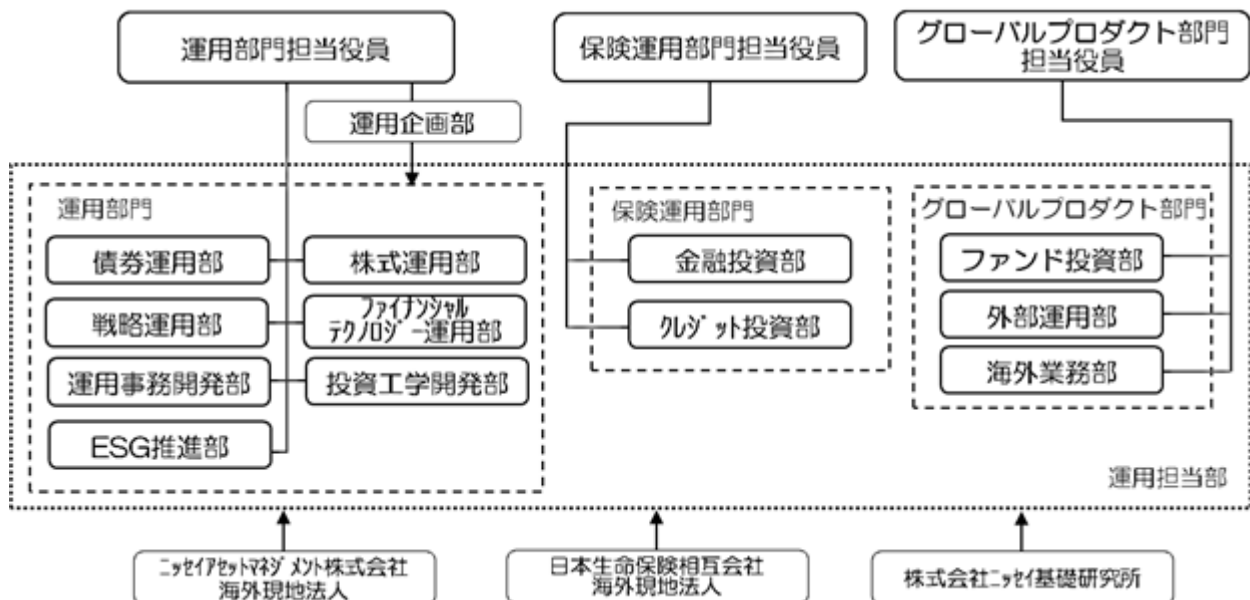 運用部門担当役員
保険運用部門担当役員
グローバルプロダクト部門
担当役員
運用企画部
運用部門
債券運用部
株式運用部
戦略運用部
ファイナンシャル
テクノロジー運用部
運用事務開発部
投資工学開発部
ESG推進部
保険運用部門
金融投資部
クレジット投資部
グローバルプロダクト部門
ファンド投資部
外部運用部
海外業務部
運用担当部
ニッセイアセットマネジメント株式会社
海外現地法人
日本生命保険相互会社
海外現地法人
株式会社ニッセイ基礎研究所